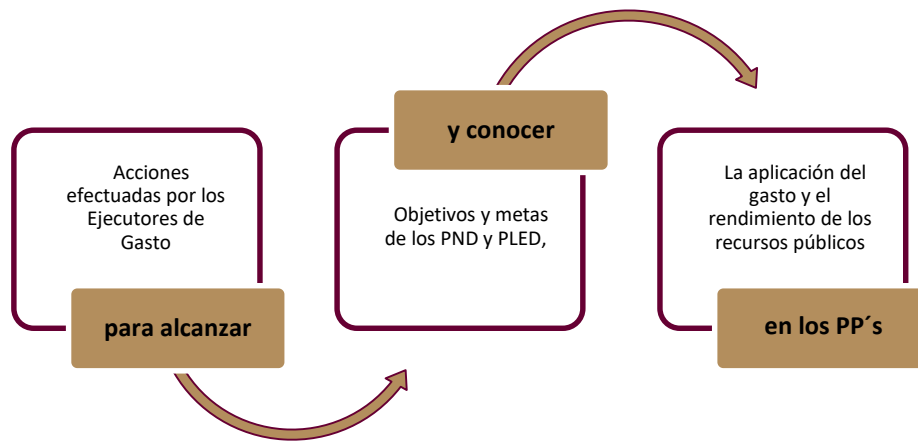 Acciones
efectuadas por los
Ejecutores de
Gasto
para alcanzar
y conocer
Objetivos y metas
de los PND y PLED,
La aplicación del
gasto y el
rendimiento de los
recursos públicos
en los PP´s